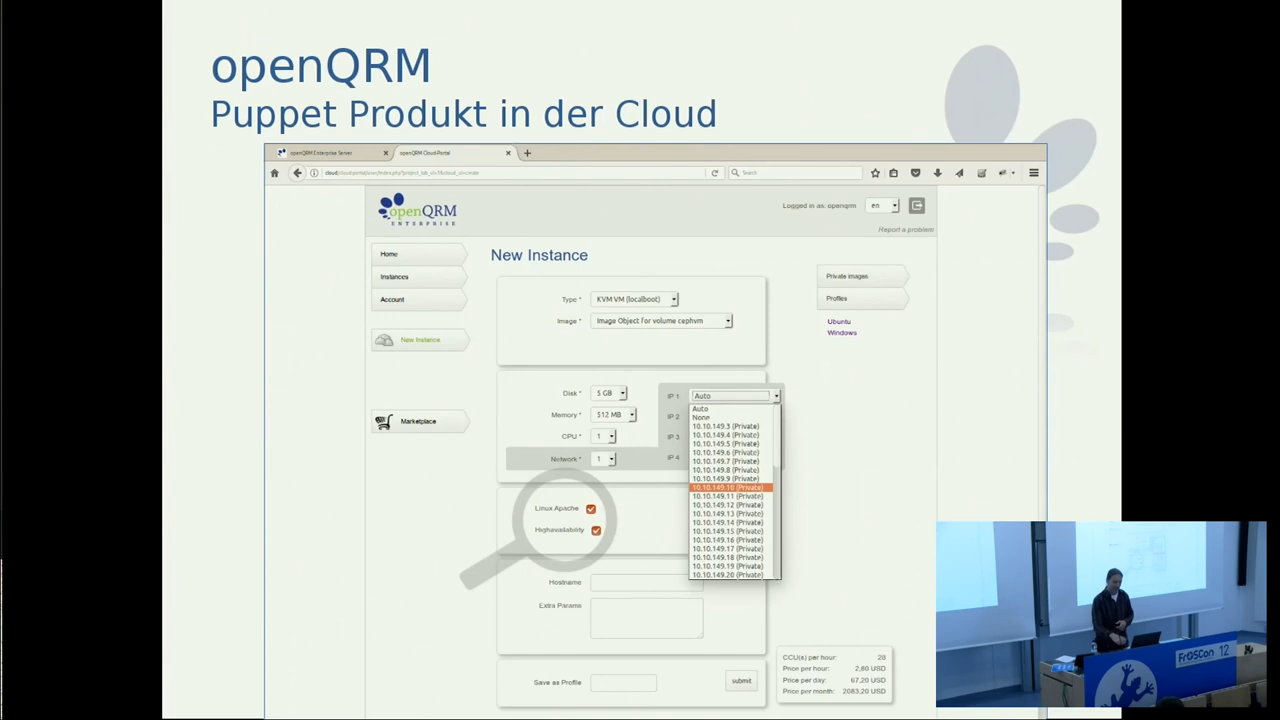 openQRM
Puppet Produkt in der Cloud
openQRM Enterprise Server
openQRM Cloud Portal
Search
openQRM
ENTERPRISE
Logged in as: openqrm
en
Report a problem
Home
Instances
Account
New Instance
Marketplace
New Instance
Type * KVM VM (localboot)
Image * Image Object for volume cephvm
Private images
Profiles
Ubuntu
Windows
Disk * 5 GB
Memory * 512 MB
CPU * 1
Network * 1
IP 1 Auto
IP 2
IP 3
IP 4
Auto
None
10.10.149.3 (Private)
10.10.149.4 (Private)
10.10.149.5 (Private)
10.10.149.6 (Private)
10.10.149.7 (Private)
10.10.149.8 (Private)
10.10.149.9 (Private)
10.10.149.10 (Private)
10.10.149.11 (Private)
10.10.149.12 (Private)
10.10.149.13 (Private)
10.10.149.14 (Private)
10.10.149.15 (Private)
10.10.149.16 (Private)
10.10.149.17 (Private)
10.10.149.18 (Private)
10.10.149.19 (Private)
10.10.149.20 (Private)
Linux Apache
Highavailability
Hostname
Extra Params
Save as Profile
submit
CCU(s) per hour: 28
Price per hour: 2,80 USD
Price per day: 67,20 USD
Price per month: 2083,20 USD
FrOSCon 12